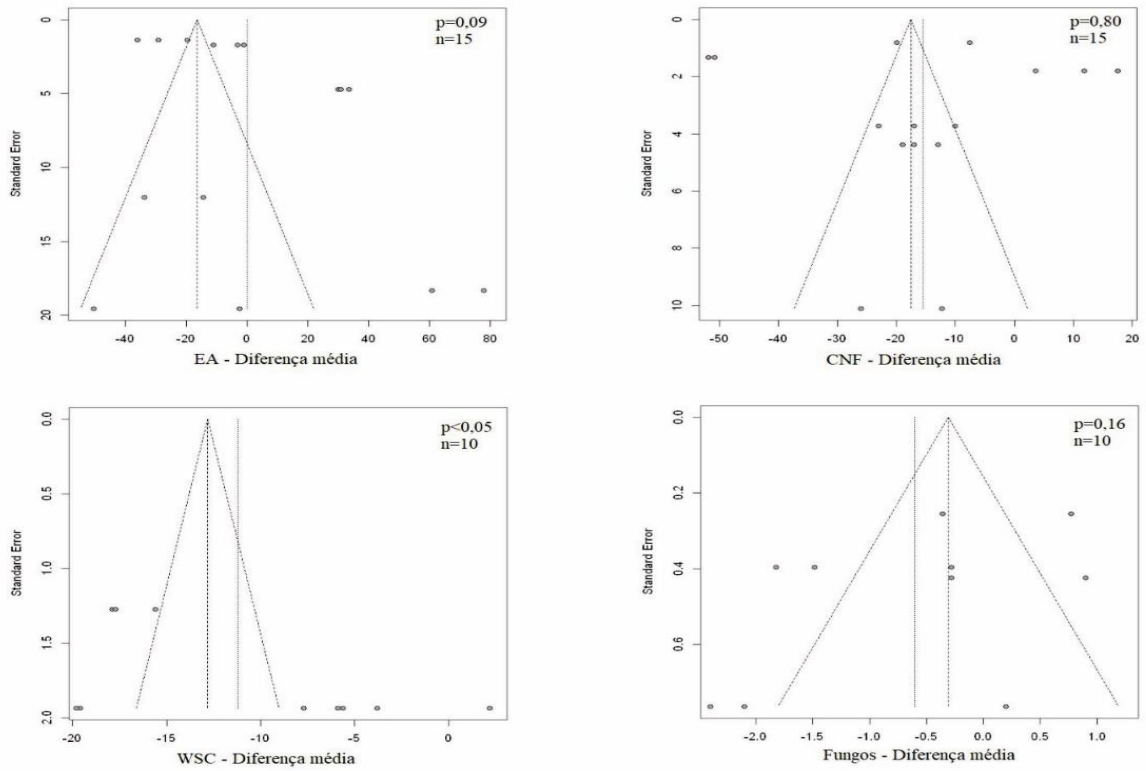 p=0,09
n=15
Standard Error
0
5
10
15
20
-40
-20
0
20
40
60
80
EA - Diferença média
p=0,80
n=15
Standard Error
0
2
4
6
8
10
-50
-40
-30
-20
-10
0
10
20
CNF - Diferença média
p<0,05
n=10
Standard Error
0.0
0.5
1.0
1.5
2.0
-20
-15
-10
-5
0
WSC - Diferença média
p=0,16
n=10
Standard Error
0.0
0.2
0.4
0.6
-2.0
-1.5
-1.0
-0.5
0.0
0.5
1.0
Fungos - Diferença média